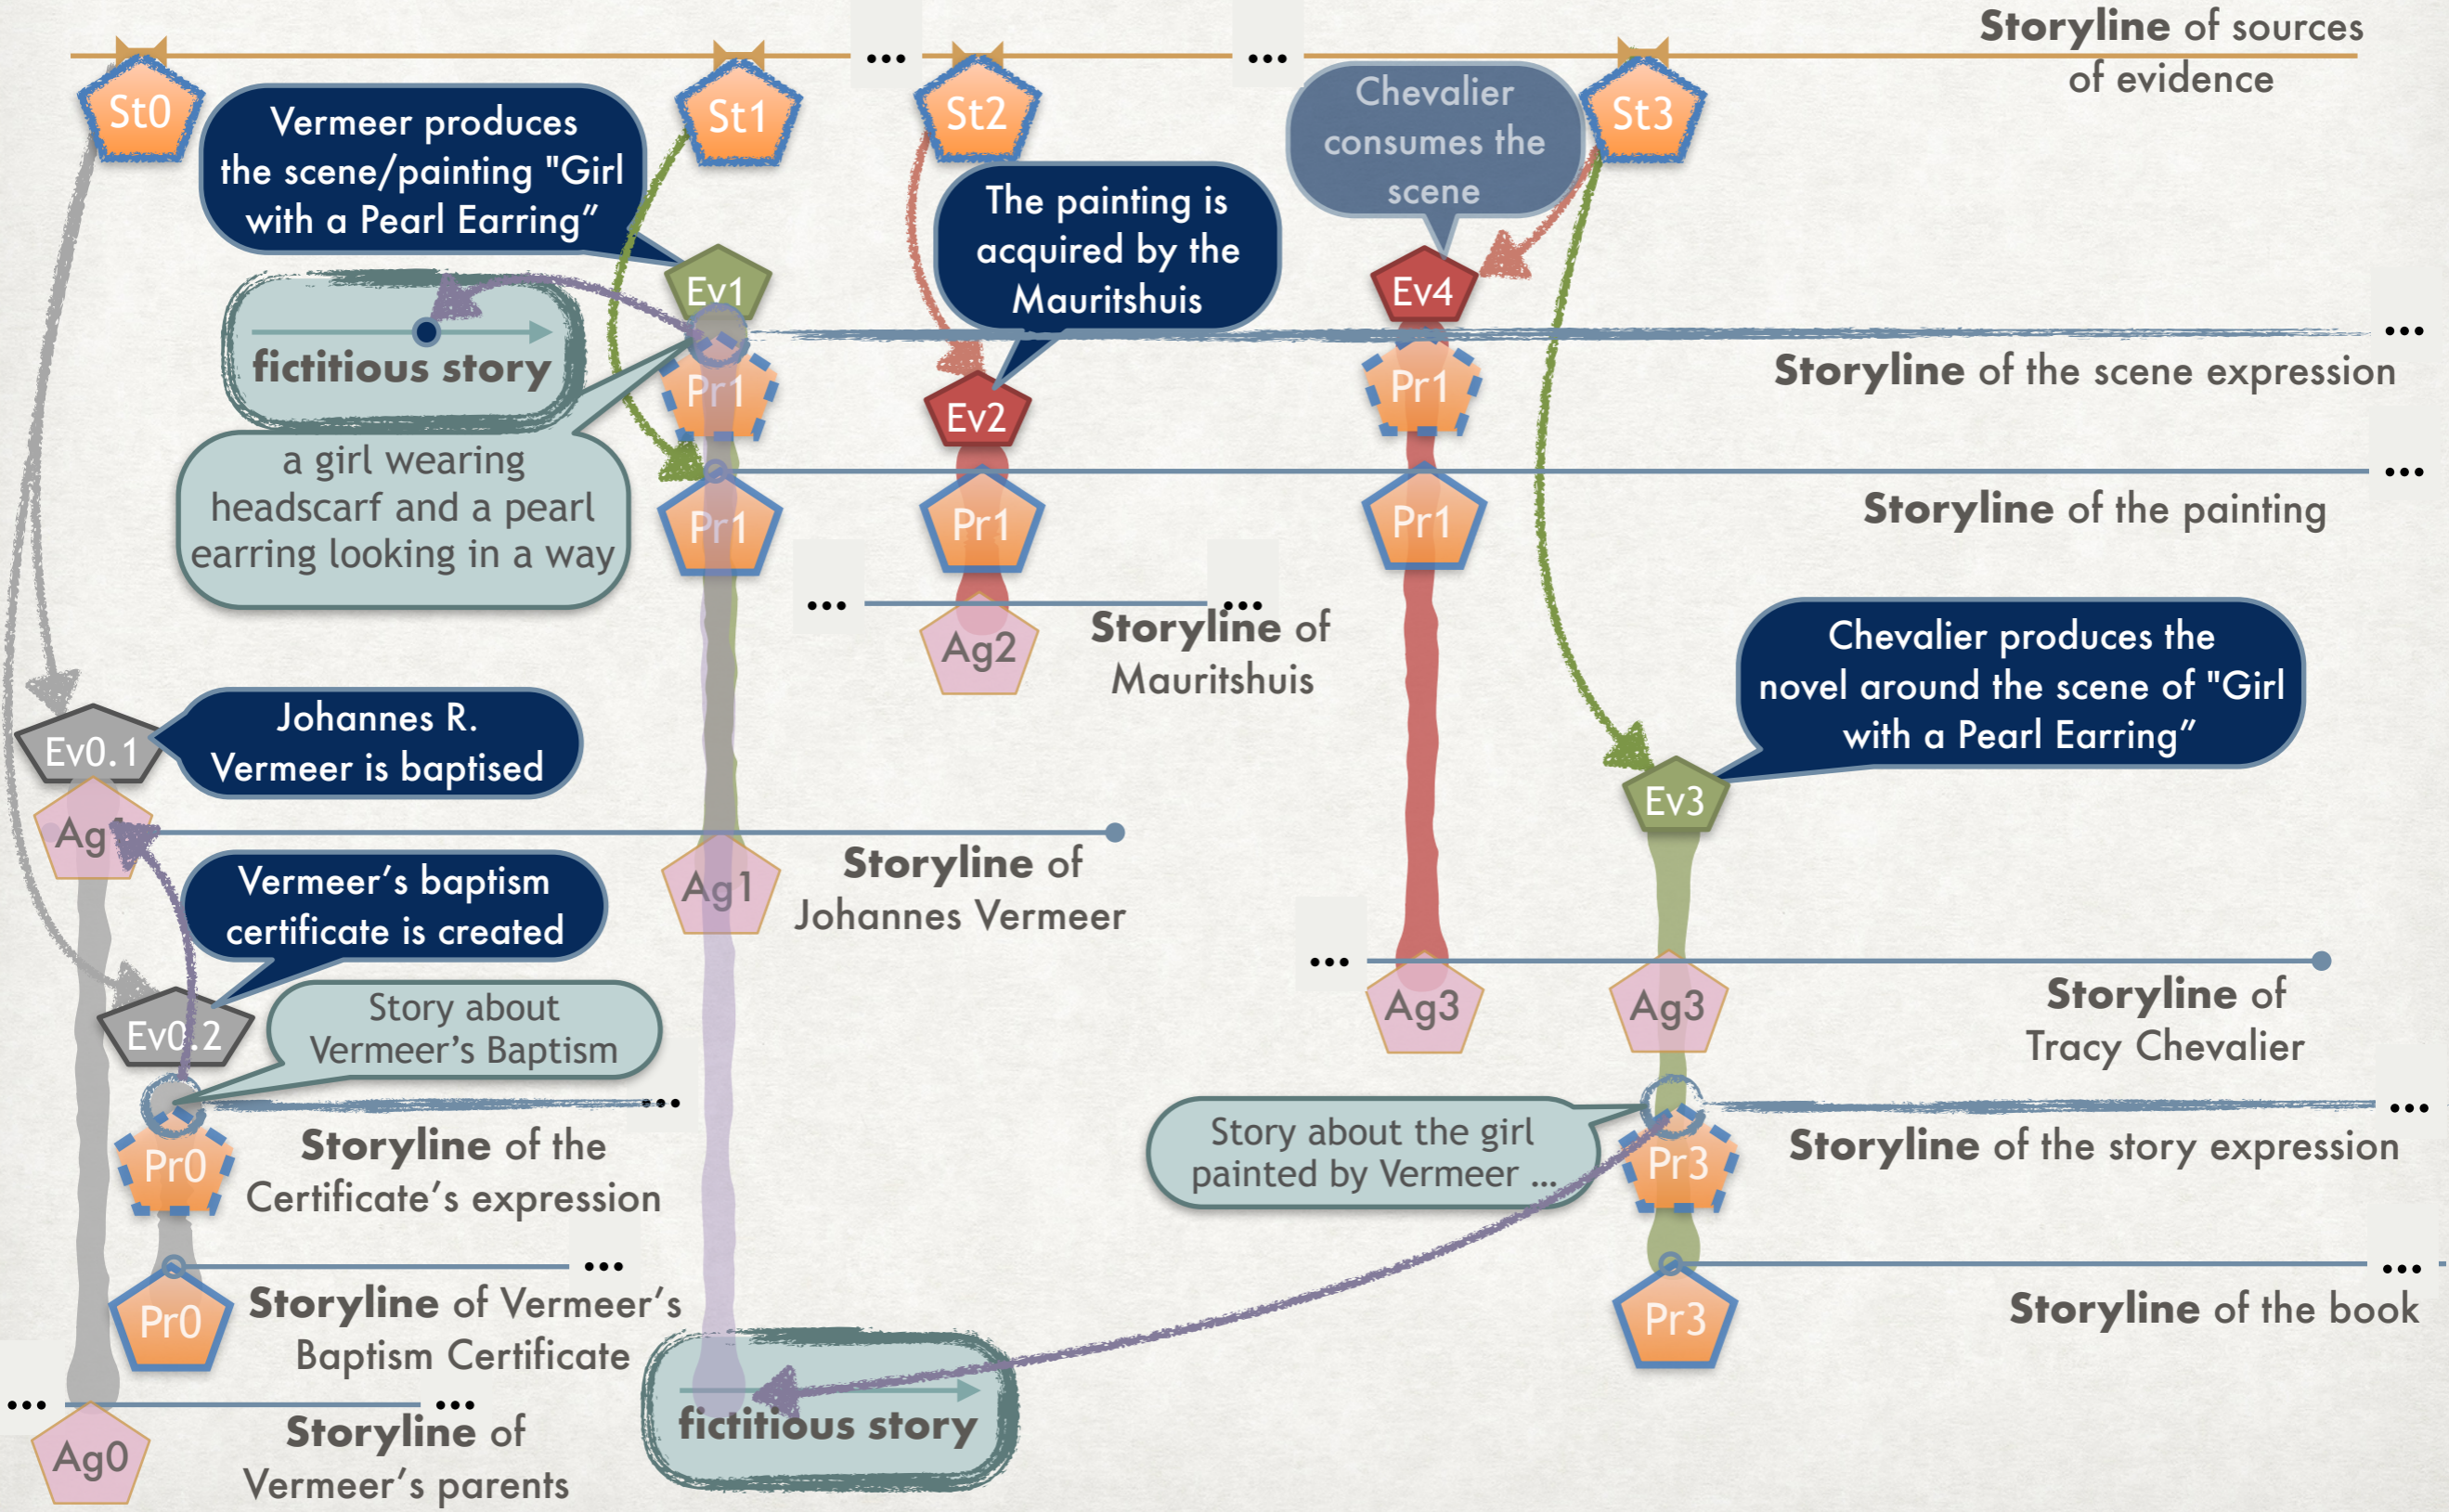 Storyline of sources
of evidence
...
...
St0
St1
St2
St3
Vermeer produces
the scene/painting "Girl
with a Pearl Earring”
The painting is
acquired by the
Mauritshuis
Chevalier
consumes the
scene
Ev1
Ev4
fictitious story
...
Storyline of the scene expression
Pr1
Ev2
Pr1
a girl wearing
headscarf and a pearl
earring looking in a way
...
Storyline of the painting
Pr1
Pr1
Pr1
...
...
Ag2
Storyline of
Mauritshuis
Chevalier produces the
novel around the scene of "Girl
with a Pearl Earring”
Ev0.1
Johannes R.
Vermeer is baptised
Ev3
Ag1
Ag1
Storyline of
Johannes Vermeer
Vermeer’s baptism
certificate is created
...
Ag3
Ag3
Storyline of
Tracy Chevalier
Ev0.2
Story about
Vermeer’s Baptism
...
Pr0
Storyline of the
Certificate’s expression
Story about the girl
painted by Vermeer ...
Pr3
...
Storyline of the story expression
...
Pr0
Storyline of Vermeer’s
Baptism Certificate
...
Pr3
Storyline of the book
...
...
Ag0
Storyline of
Vermeer’s parents
fictitious story